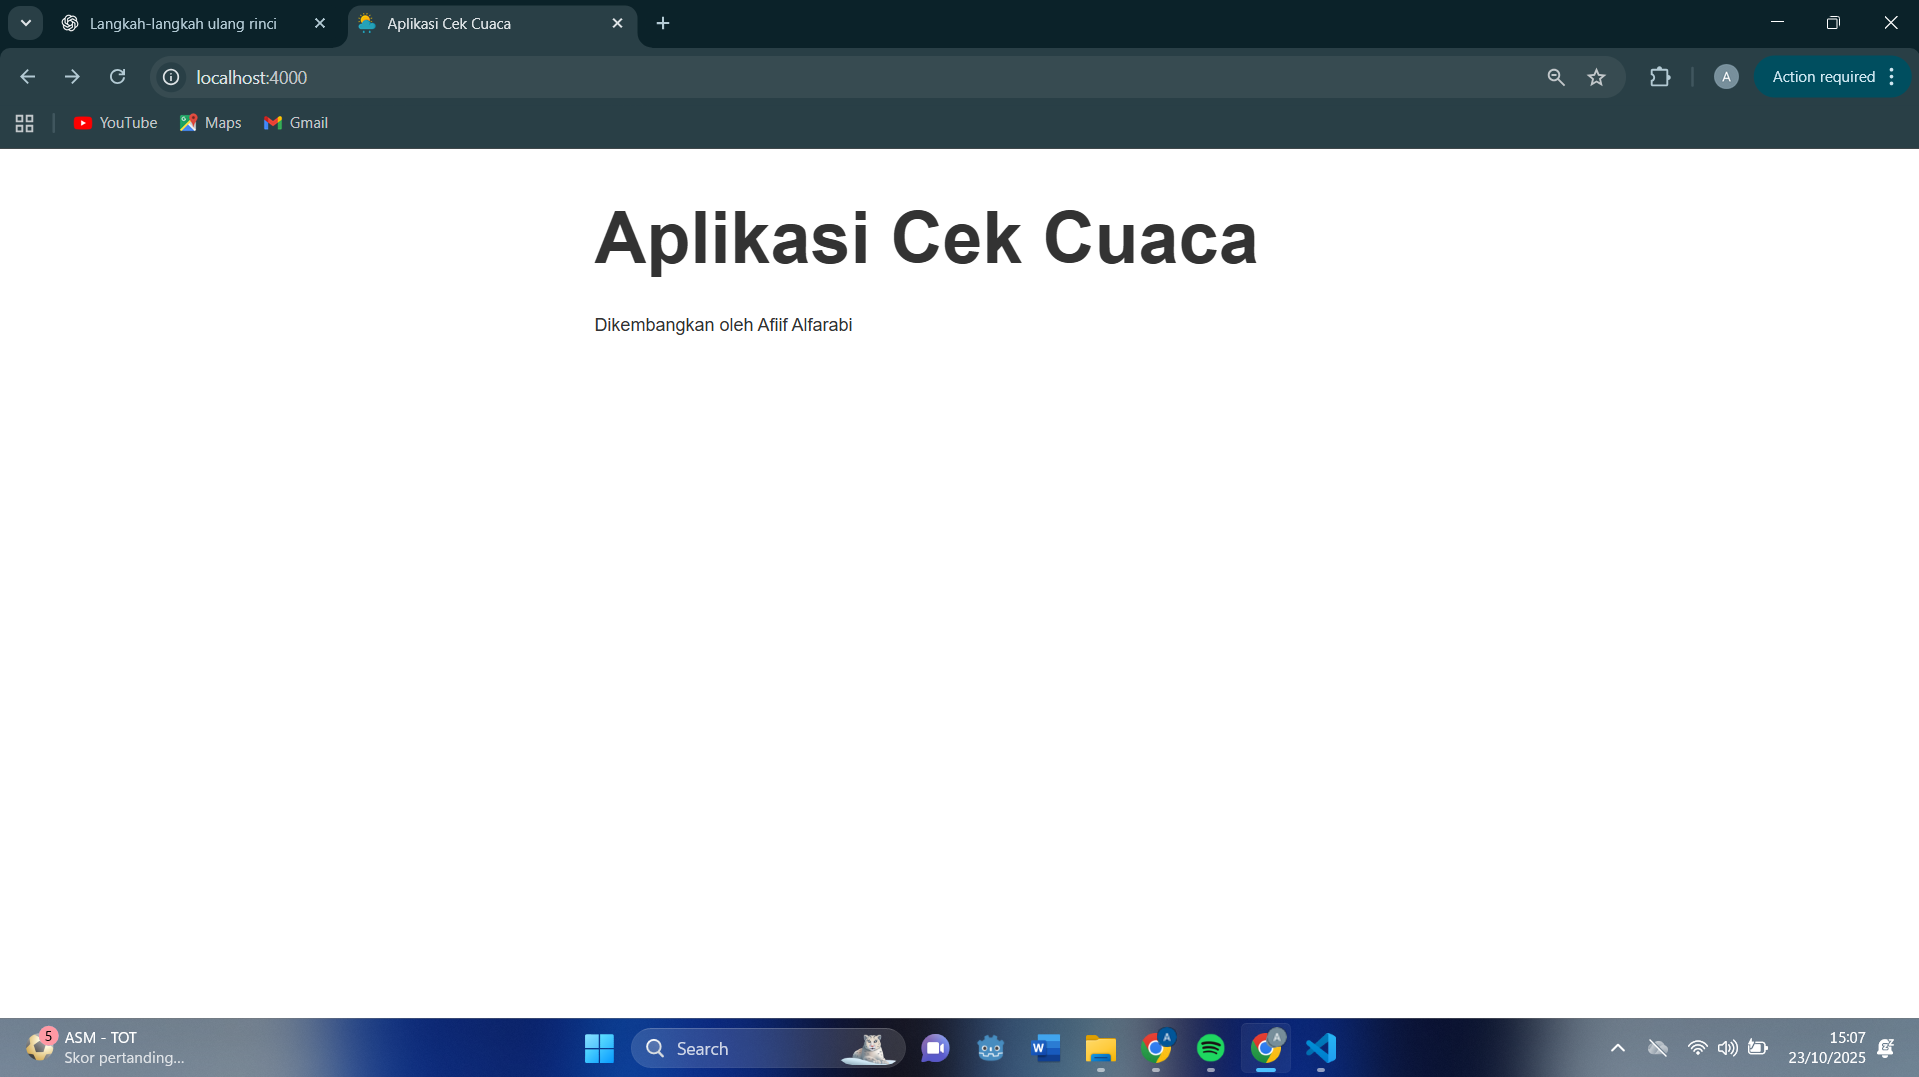 Langkah-langkah ulang rinci
Aplikasi Cek Cuaca
localhost:4000
A
Action required
YouTube
Maps
Gmail
Aplikasi Cek Cuaca
Dikembangkan oleh Afiif Alfarabi
5
ASM - TOT
Skor pertanding...
Search
W
A
A
15:07
23/10/2025